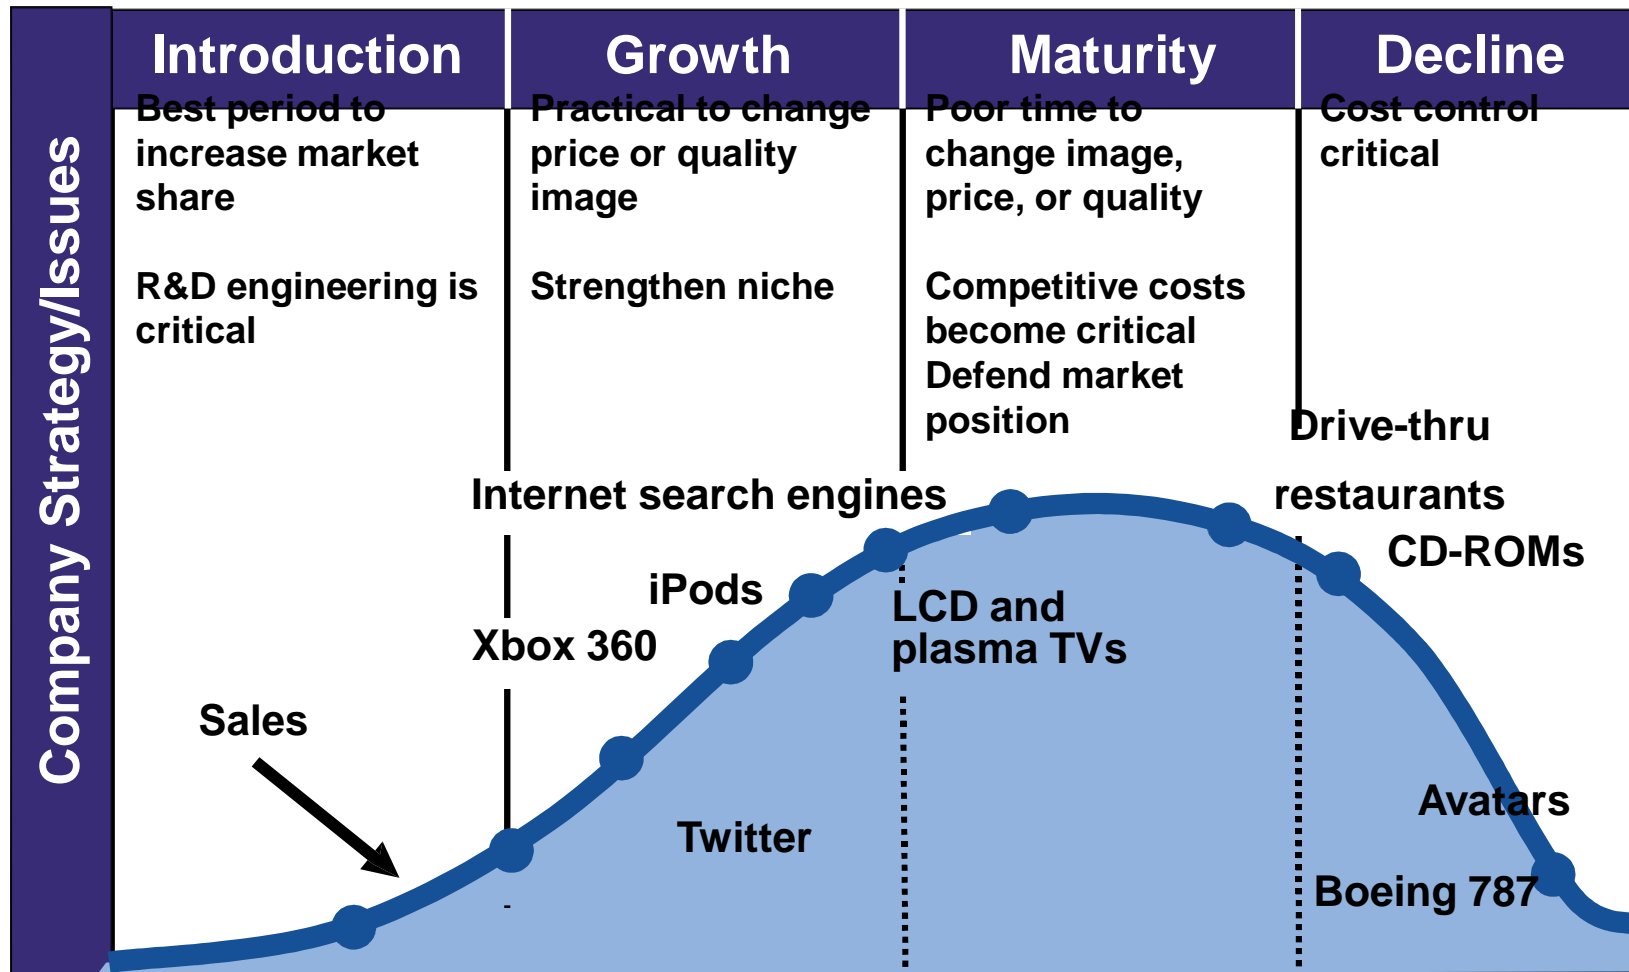 Company Strategy/Issues
Introduction
Growth
Maturity
Decline
Best period to
increase market
share
R&D engineering is
critical
Practical to change
price or quality
image
Strengthen niche
Poor time to
change image,
price, or quality
Competitive costs
become critical
Defend market
position
Cost control
critical
Drive-thru
restaurants
Internet search engines
CD-ROMs
iPods
LCD and
plasma TVs
Xbox 360
Sales
Twitter
Avatars
Boeing 787